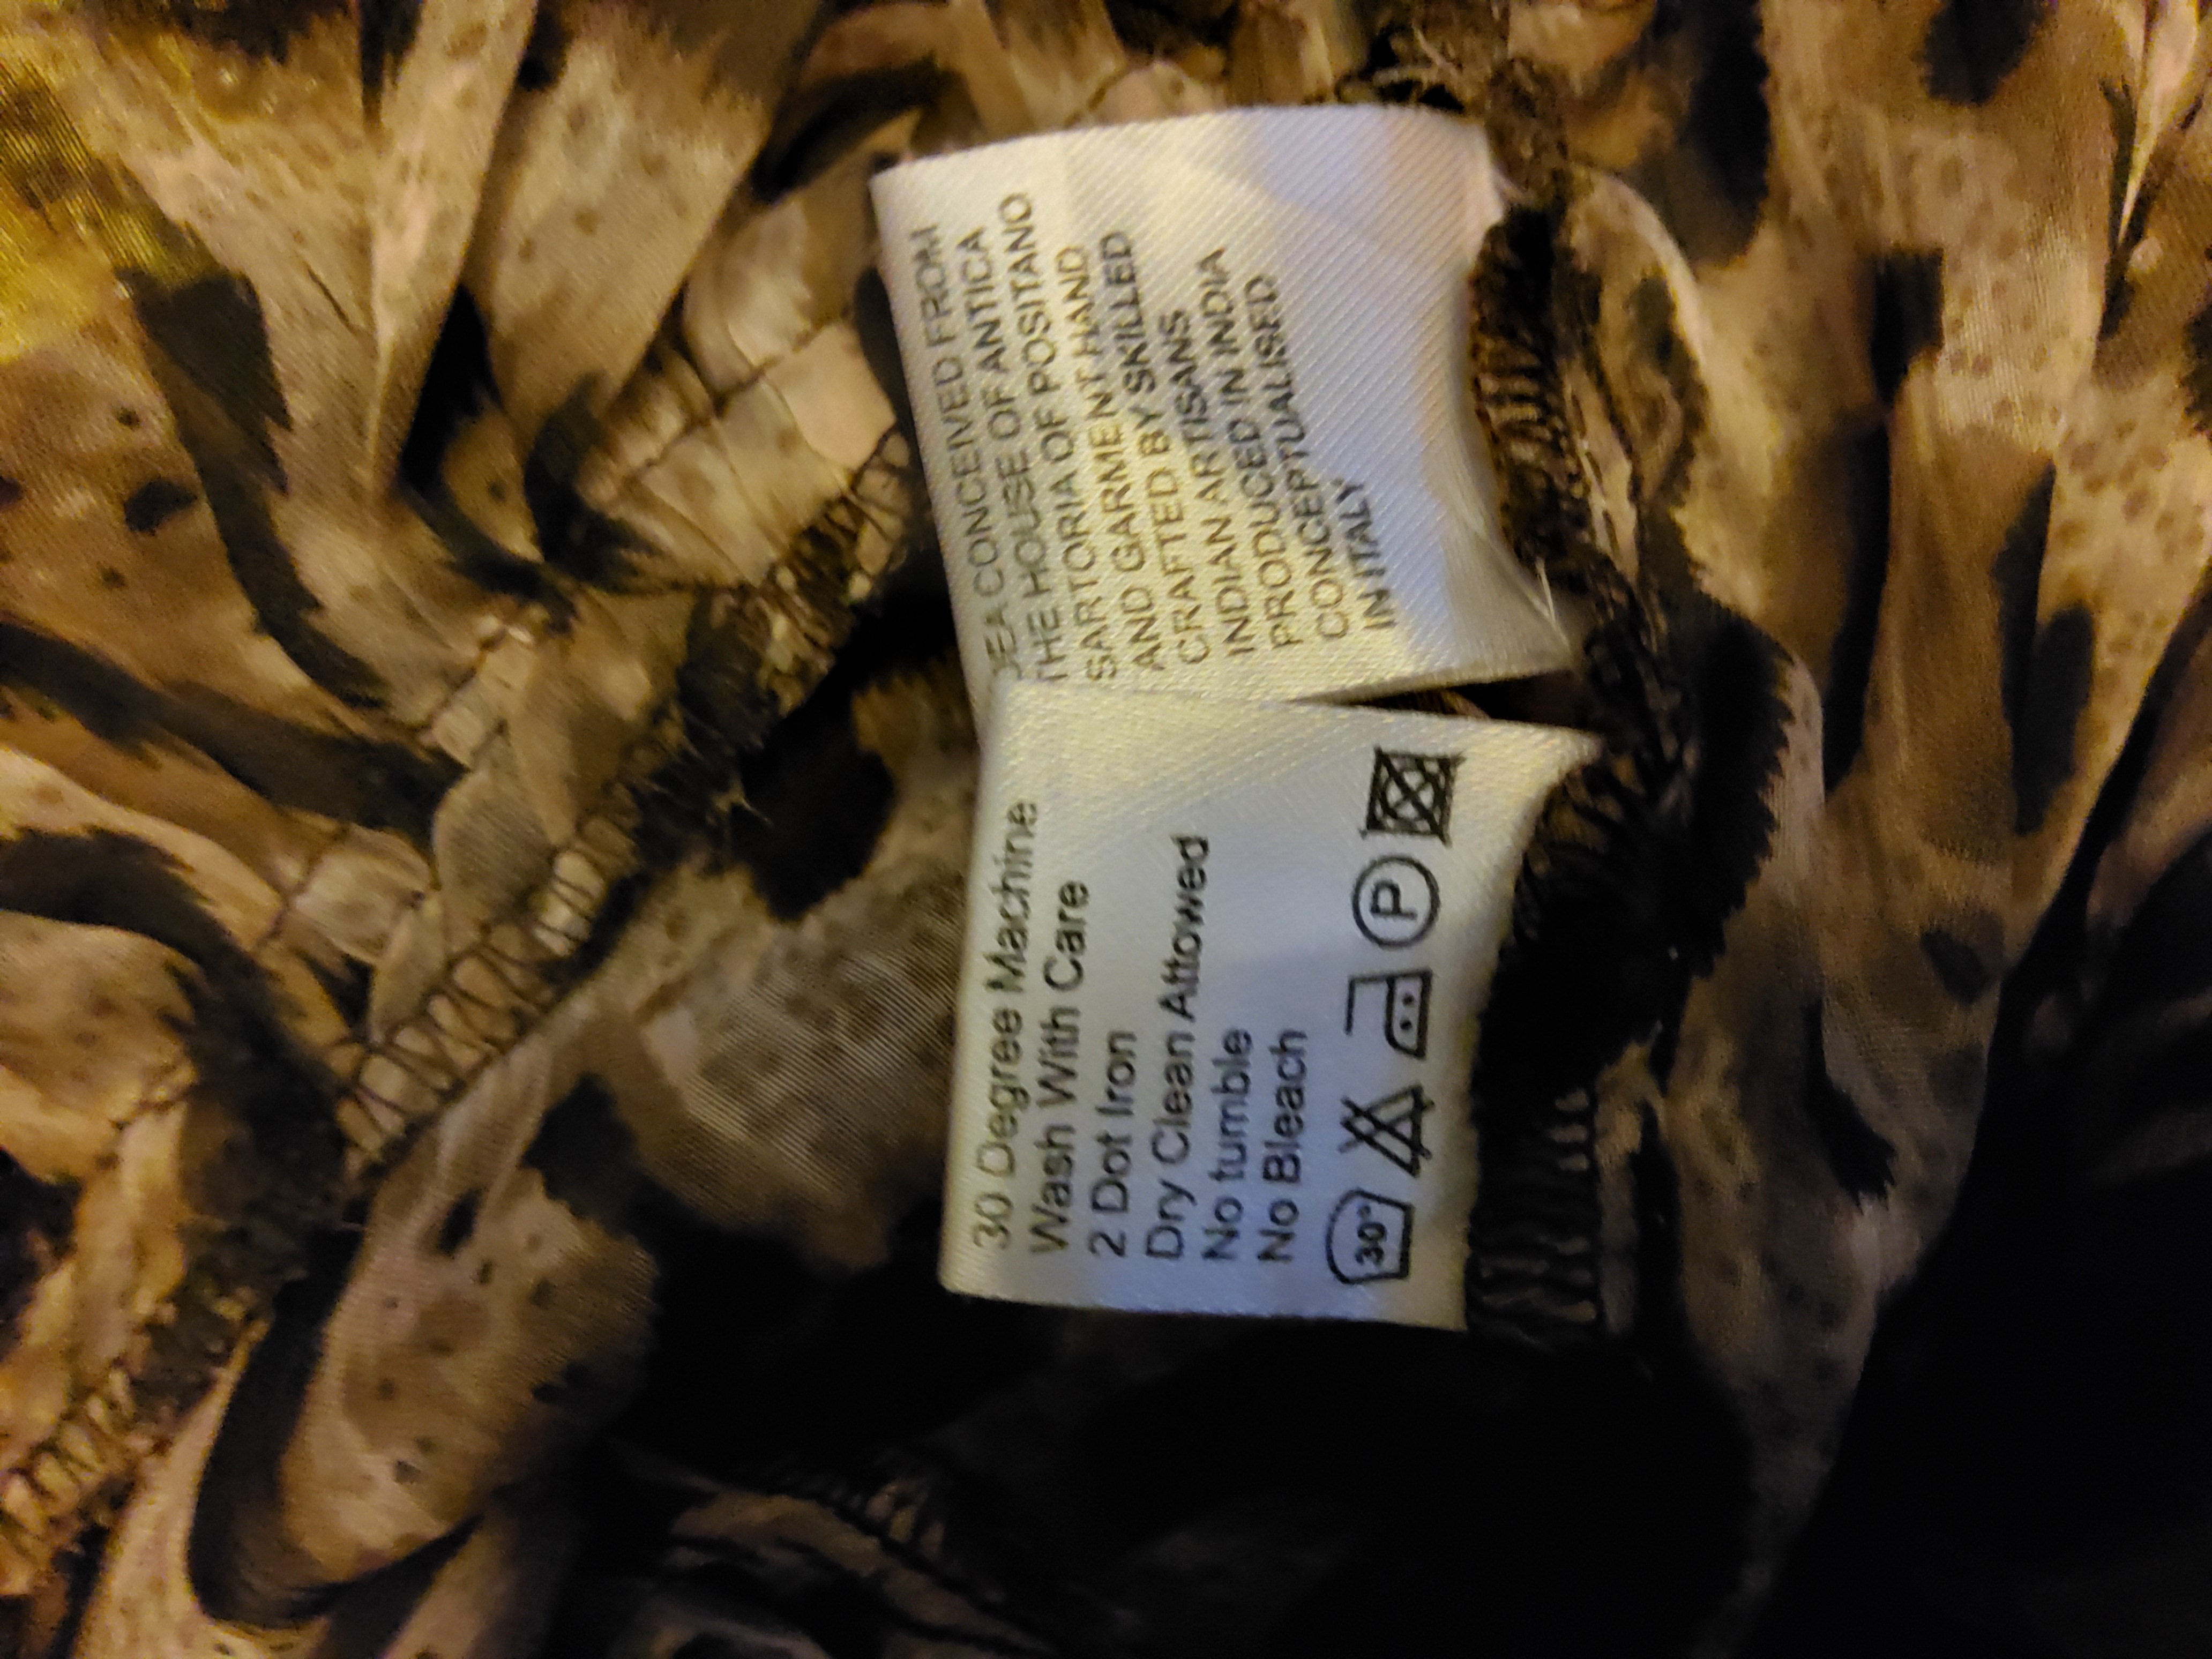 IDEA CONCEIVED FROM
THE HOUSE OF ANTICA
SARTORIA OF POSITANO
AND GARMENT HAND
CRAFTED BY SKILLED
INDIAN ARTISANS
PRODUCED IN INDIA
CONCEPTUALISED
IN ITALY
30 Degree Machine
Wash With Care
2 Dot Iron
Dry Clean Attowed
No tumble
No Bleach
30° P